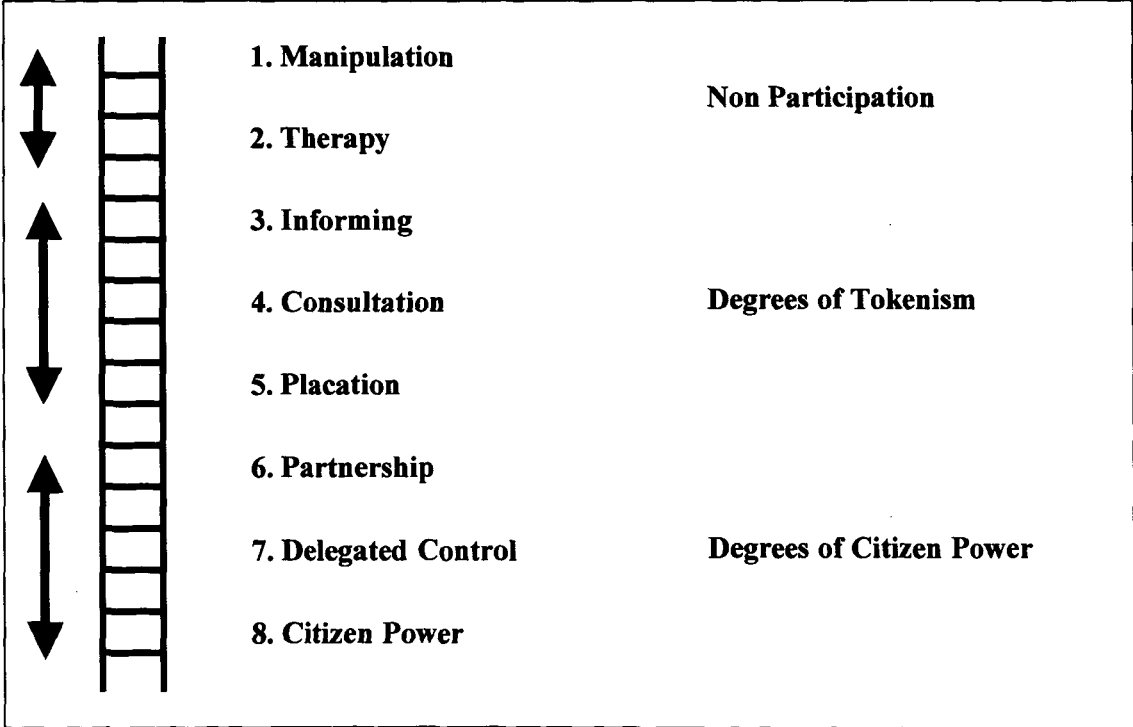 1. Manipulation
Non Participation
2. Therapy
3. Informing
4. Consultation
Degrees of Tokenism
5. Placation
6. Partnership
7. Delegated Control
Degrees of Citizen Power
8. Citizen Power